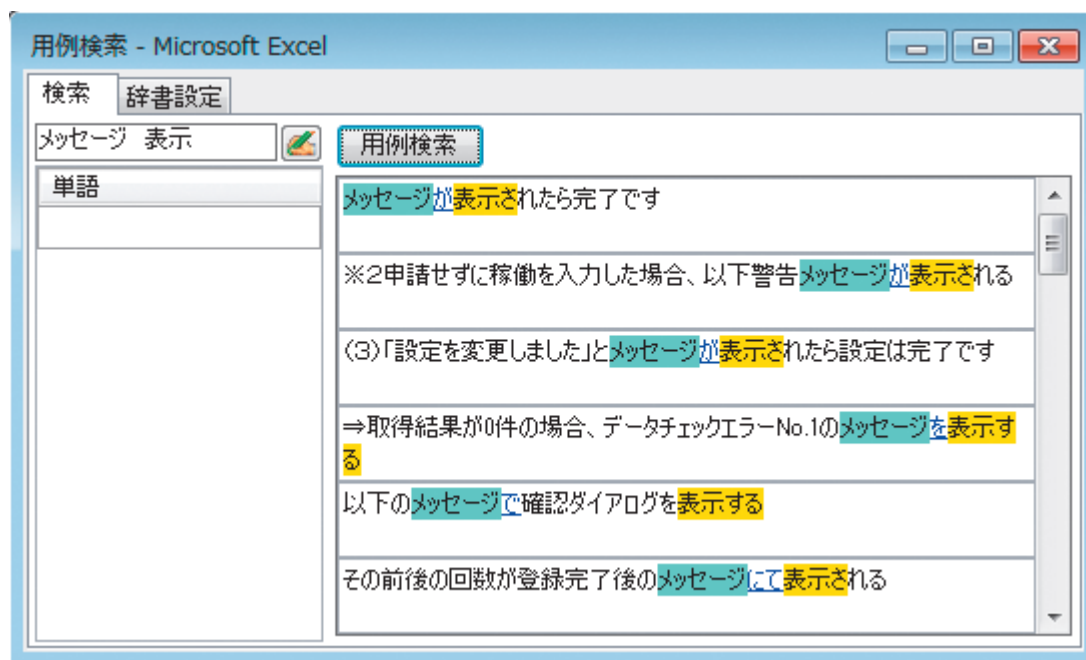 用例検索 - Microsoft Excel
検索 辞書設定
メッセージ 表示
用例検索
単語
メッセージが表示されたら完了です
※2申請せずに稼働を入力した場合、以下警告メッセージが表示される
(3)「設定を変更しました」とメッセージが表示されたら設定は完了です
⇒取得結果が0件の場合、データチェックエラーNo.1のメッセージを表示す
る
以下のメッセージで確認ダイアログを表示する
その前後の回数が登録完了後のメッセージにて表示される